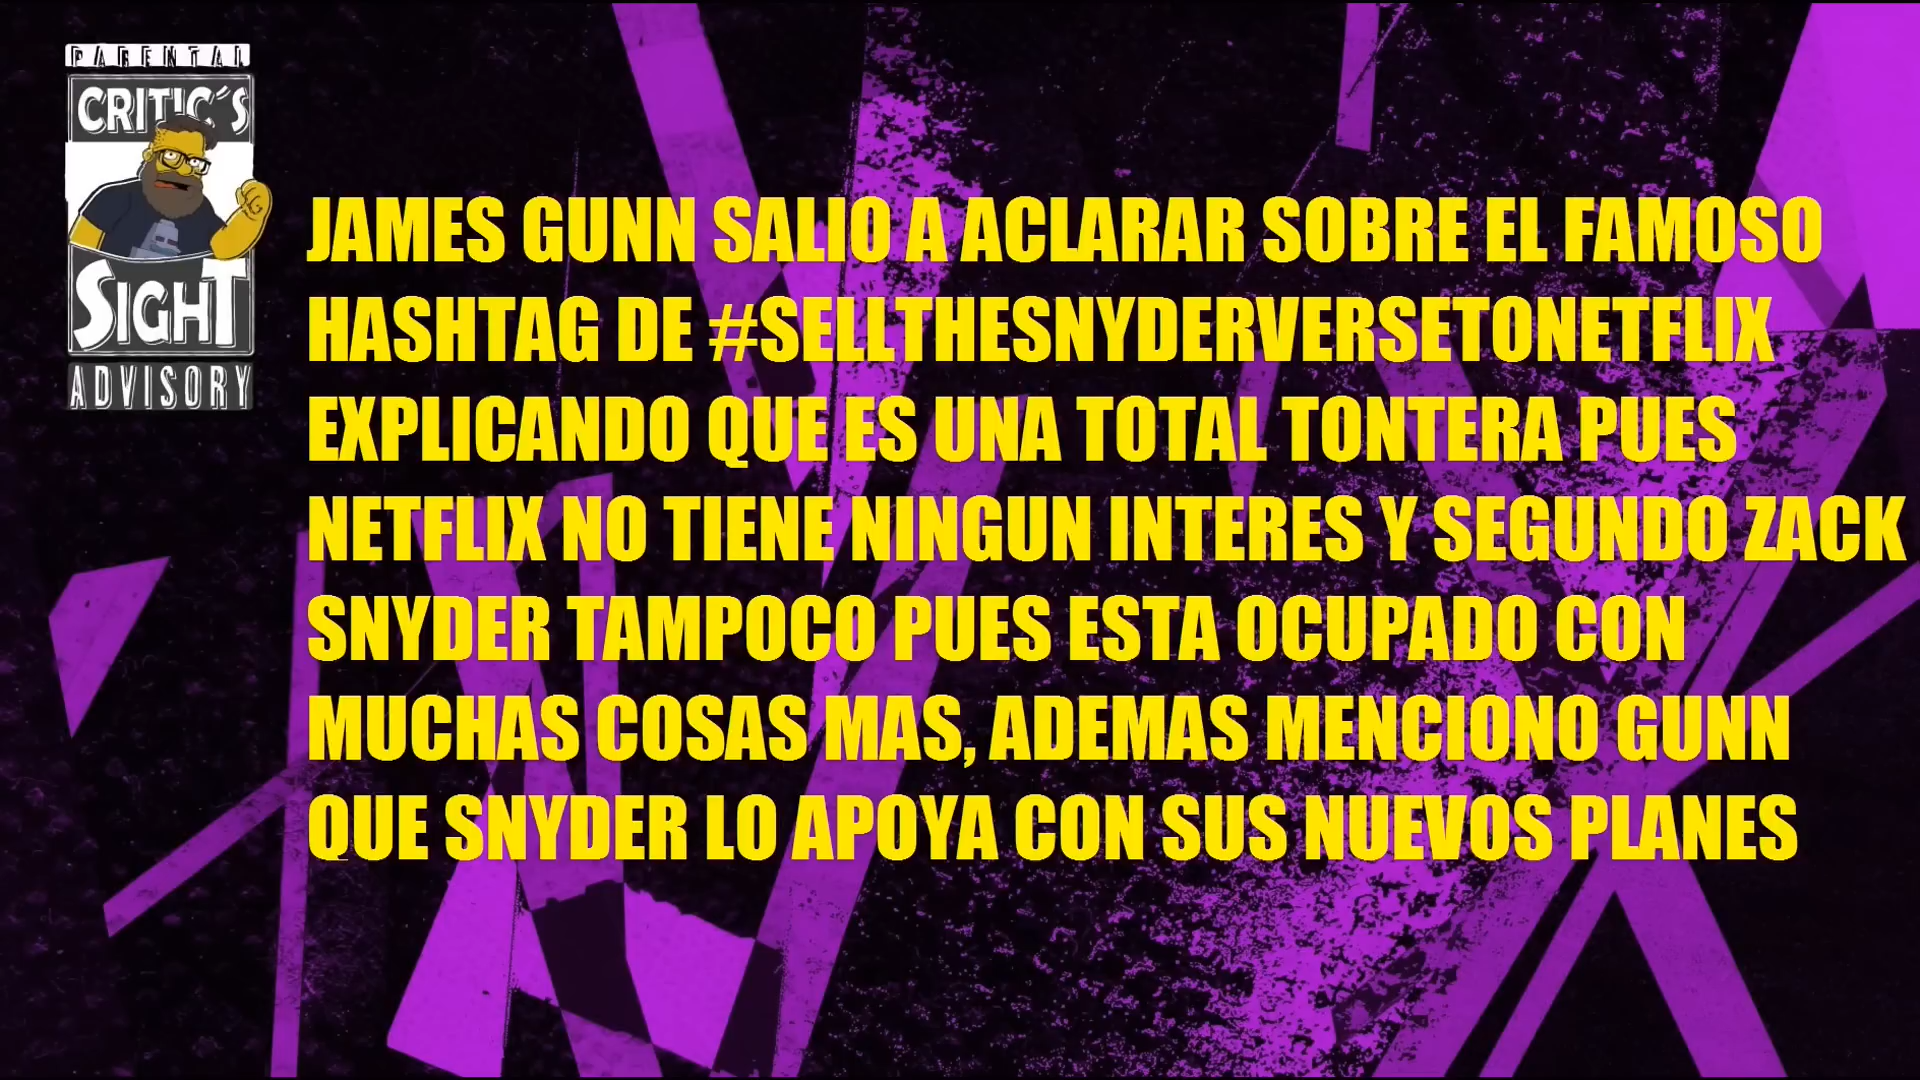 PARENTAL
CRITIC´S
SIGHT
ADVISORY
JAMES GUNN SALIO A ACLARAR SOBRE EL FAMOSO
HASHTAG DE #SELLTHESNYDERVERSETONETFLIX
EXPLICANDO QUE ES UNA TOTAL TONTERA PUES
NETFLIX NO TIENE NINGUN INTERES Y SEGUNDO ZACK
SNYDER TAMPOCO PUES ESTA OCUPADO CON
MUCHAS COSAS MAS, ADEMAS MENCIONO GUNN
QUE SNYDER LO APOYA CON SUS NUEVOS PLANES